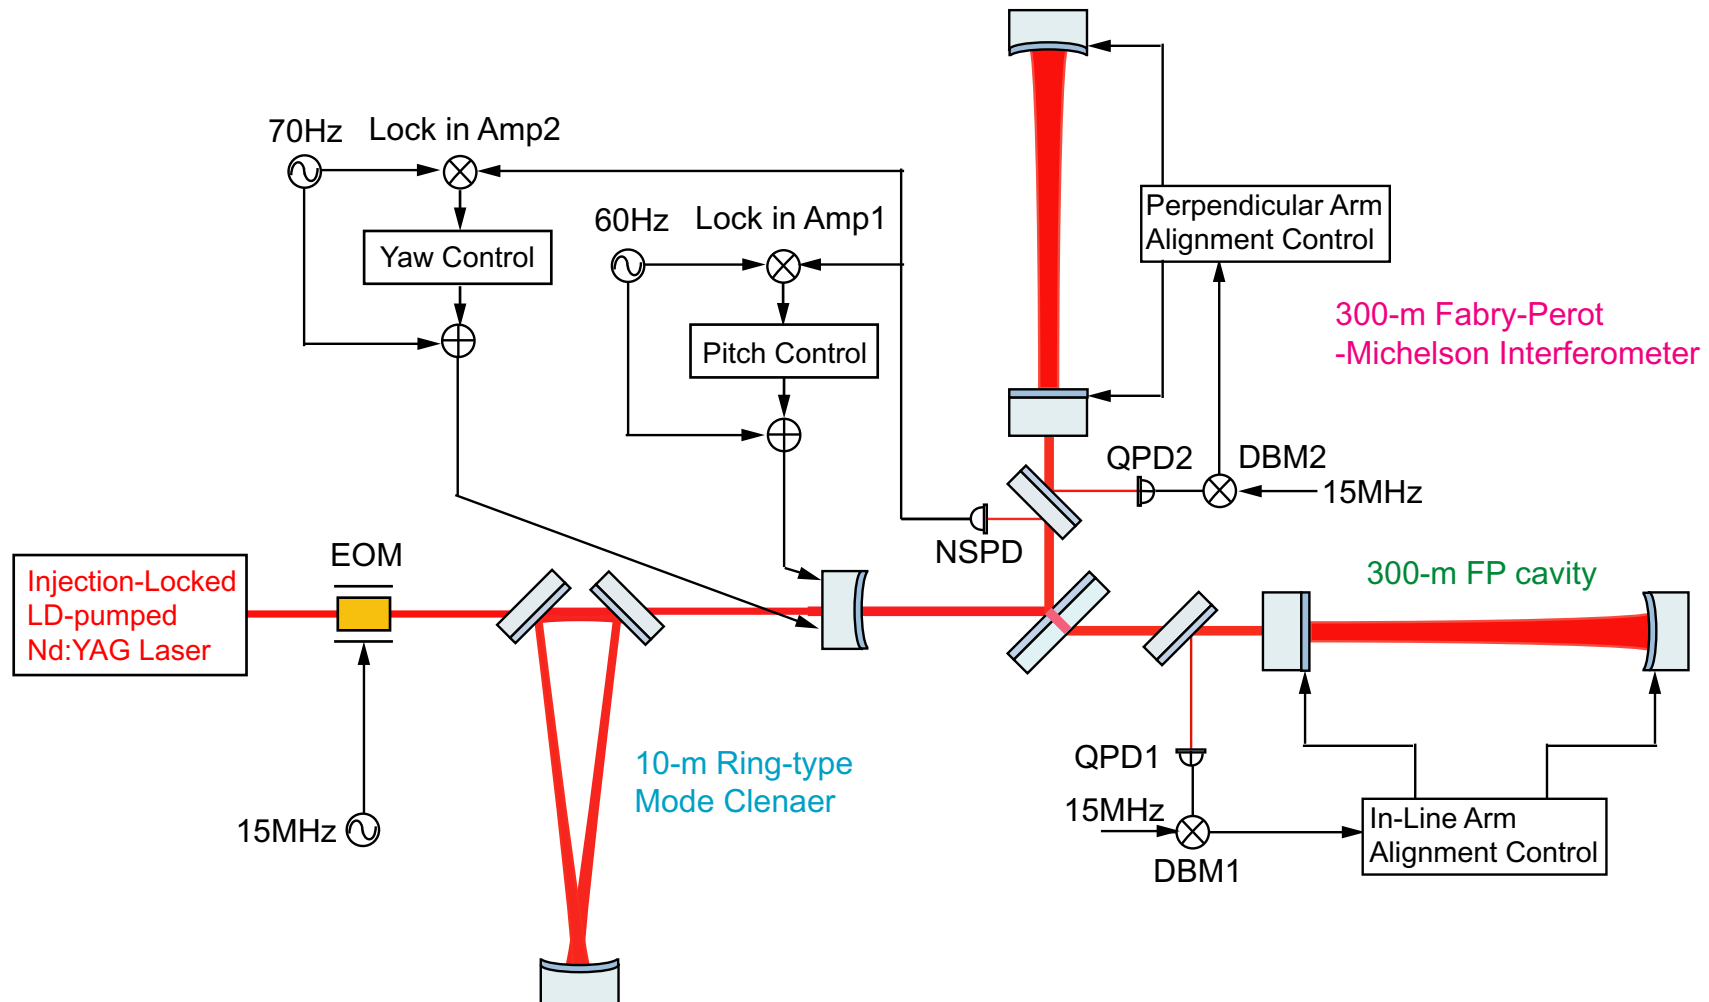 70Hz
Lock in Amp2
60Hz
Lock in Amp1
Yaw Control
Pitch Control
Perpendicular Arm
Alignment Control
300-m Fabry-Perot
-Michelson Interferometer
QPD2
DBM2
15MHz
NSPD
EOM
Injection-Locked
LD-pumped
Nd:YAG Laser
300-m FP cavity
10-m Ring-type
Mode Clenaer
QPD1
15MHz
DBM1
In-Line Arm
Alignment Control
15MHz